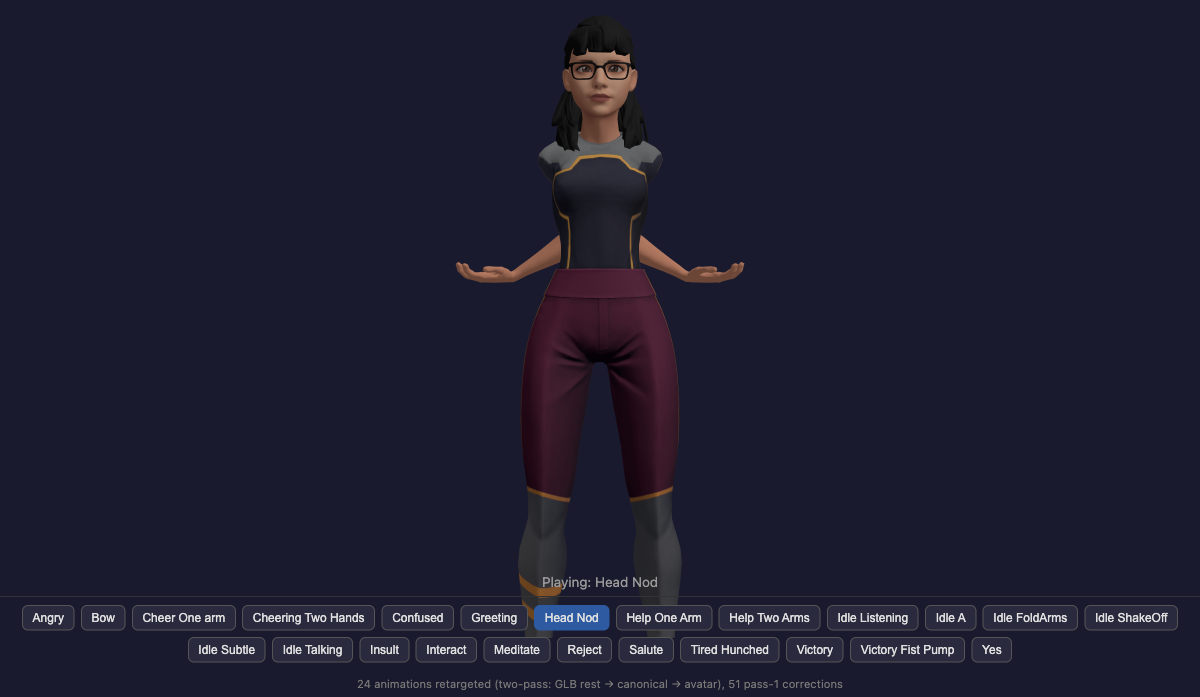 Playing: Head Nod
Angry Bow Cheer One arm Cheering Two Hands Confused Greeting Head Nod Help One Arm Help Two Arms Idle Listening Idle A Idle FoldArms Idle ShakeOff
Idle Subtle Idle Talking Insult Interact Meditate Reject Salute Tired Hunched Victory Victory Fist Pump Yes
24 animations retargeted (two-pass: GLB rest → canonical → avatar), 51 pass-1 corrections